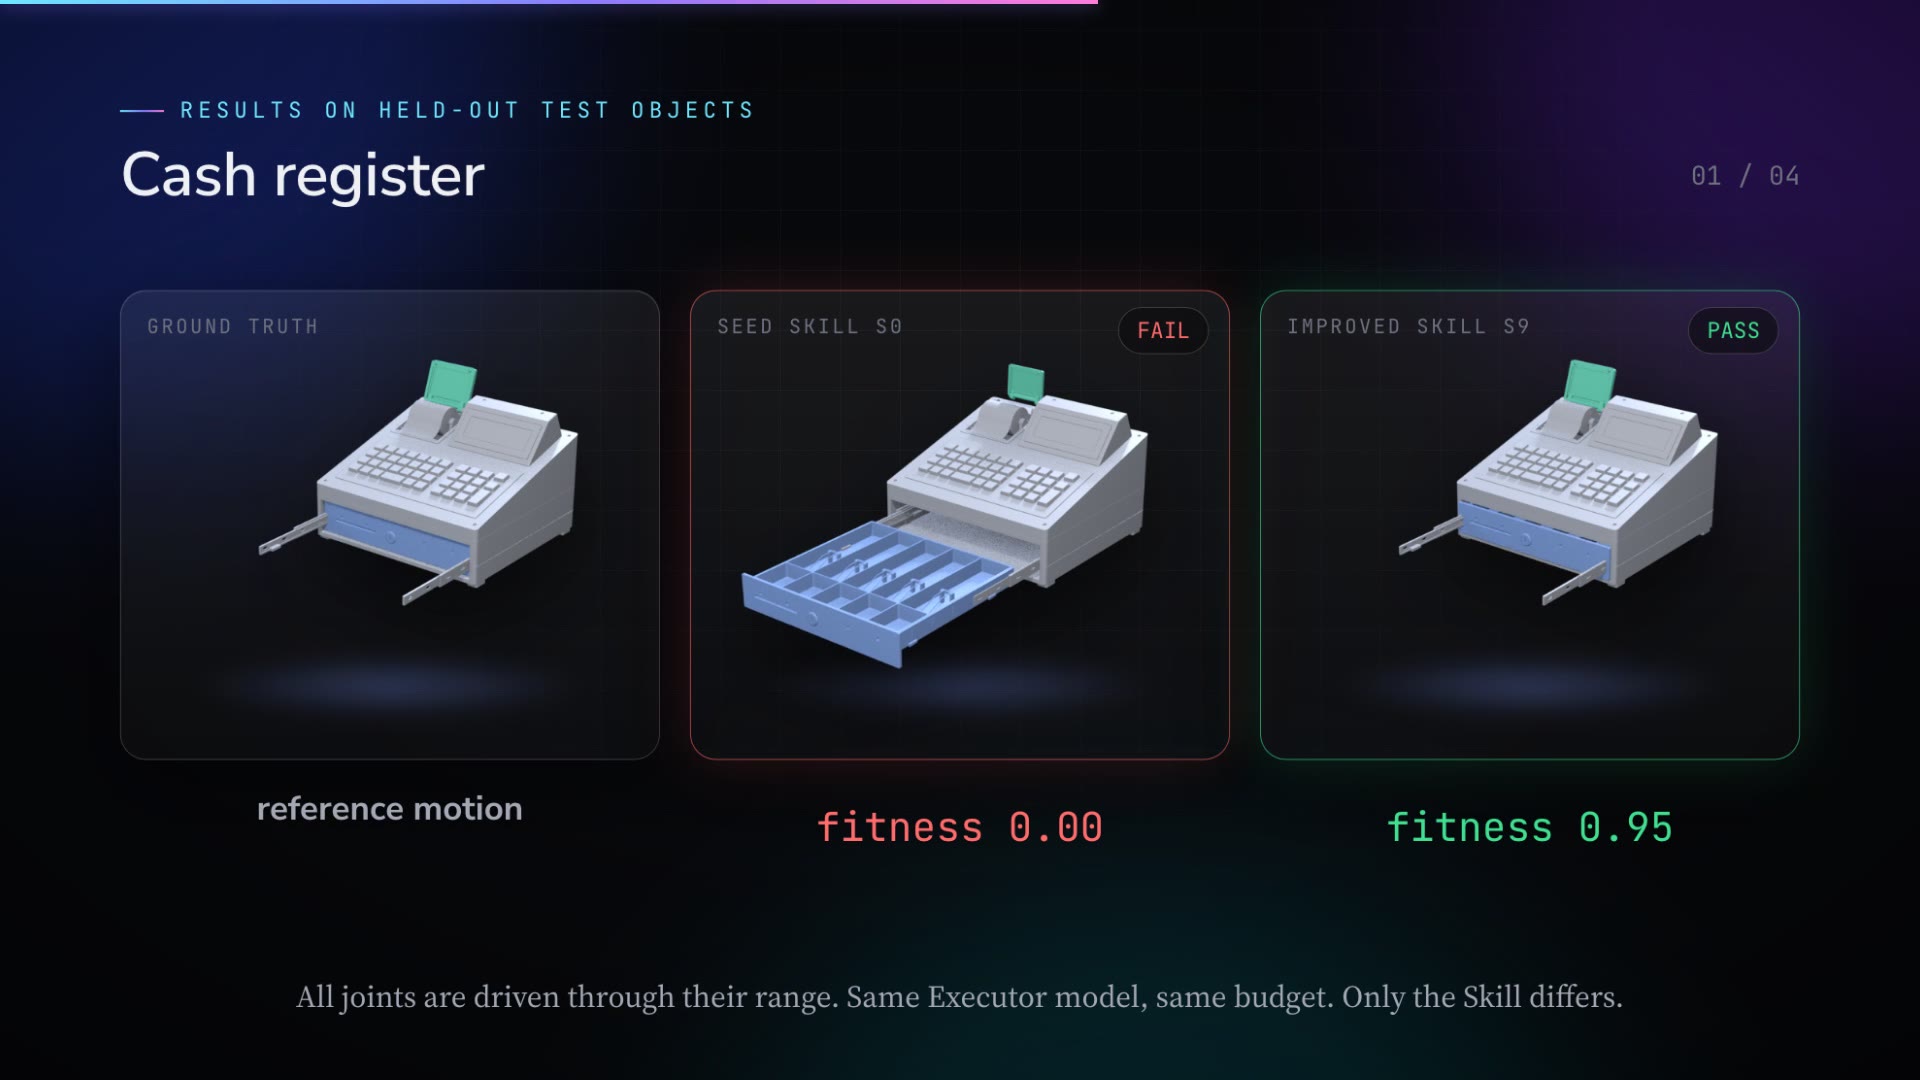 RESULTS ON HELD-OUT TEST OBJECTS
Cash register
01 / 04
GROUND TRUTH
SEED SKILL S0
FAIL
IMPROVED SKILL S9
PASS
reference motion
fitness 0.00
fitness 0.95
All joints are driven through their range. Same Executor model, same budget. Only the Skill differs.